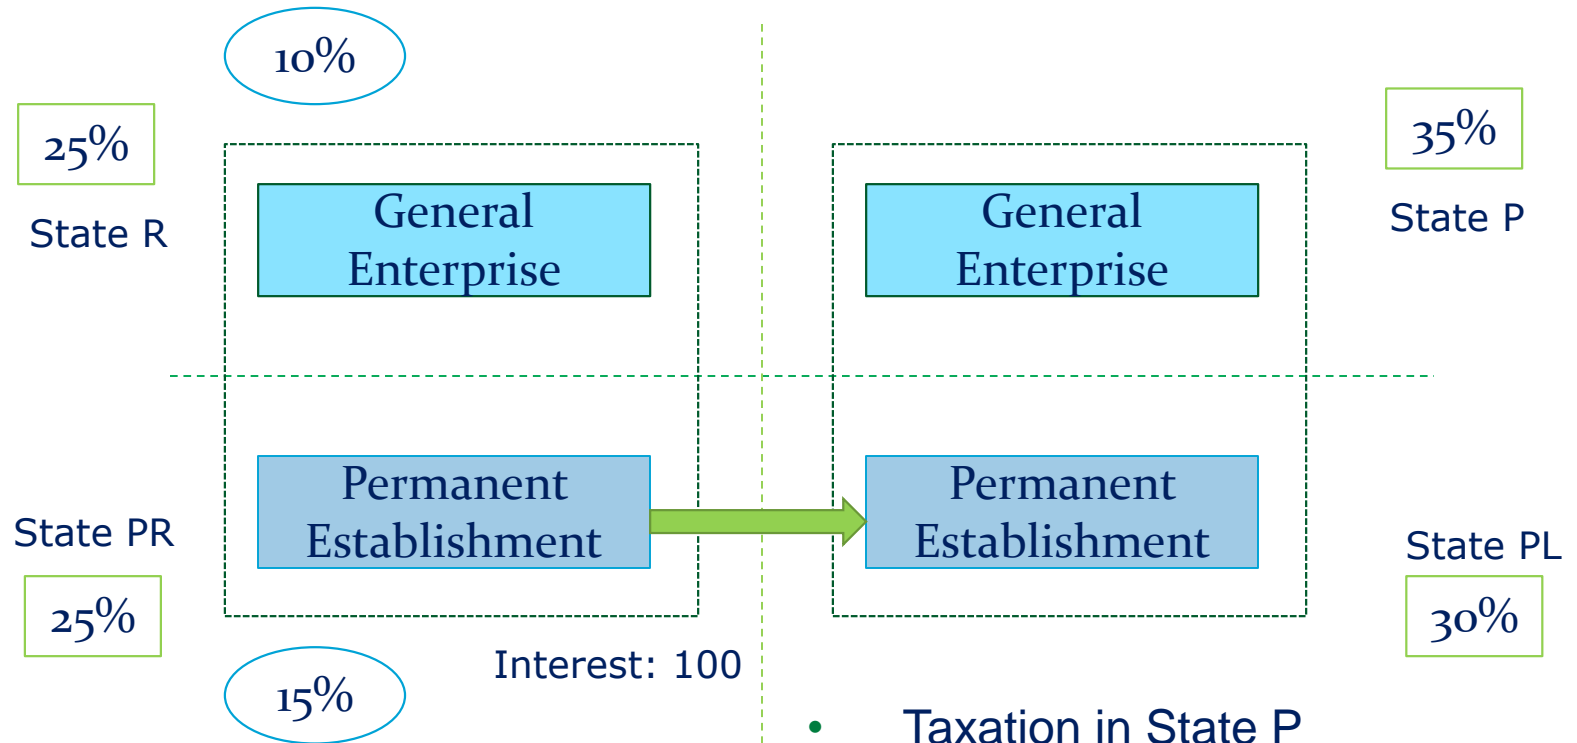 10%
25%
35%
State R
General
Enterprise
General
Enterprise
State P
Permanent
Establishment
Permanent
Establishment
State PR
State PL
25%
30%
Interest: 100
15%
• Taxation in State P